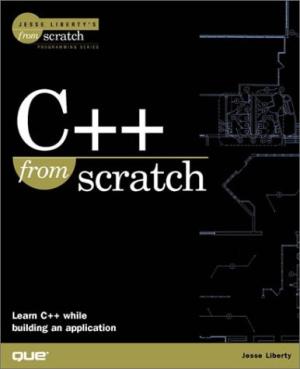 JESSE LIBERTY'S
from scratch
PROGRAMMING SERIES
C++
from scratch
Learn C++ while
building an application
que
Jesse Liberty